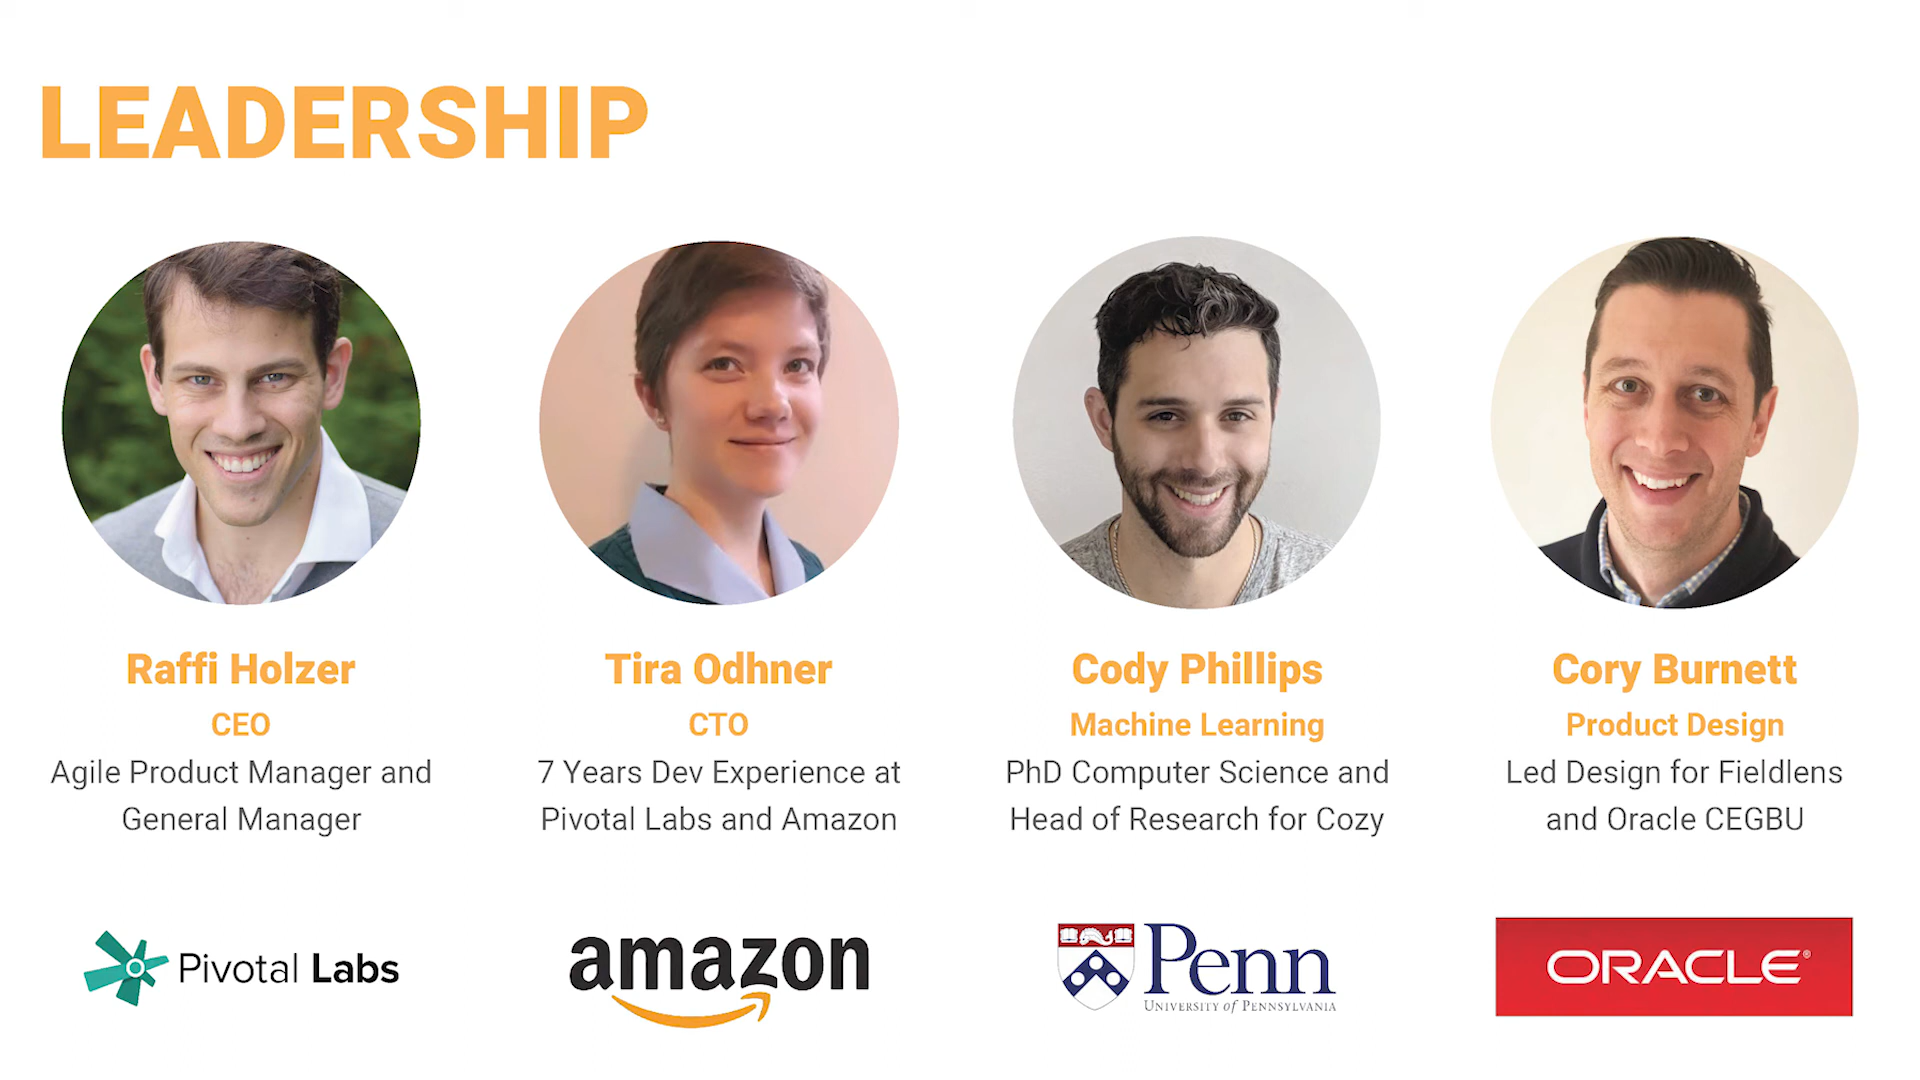 LEADERSHIP
Raffi Holzer
CEO
Agile Product Manager and
General Manager
Pivotal Labs
Tira Odhner
CTO
7 Years Dev Experience at
Pivotal Labs and Amazon
amazon
Cody Phillips
Machine Learning
PhD Computer Science and
Head of Research for Cozy
Penn
UNIVERSITY of PENNSYLVANIA
Cory Burnett
Product Design
Led Design for Fieldlens
and Oracle CEGBU
ORACLE®